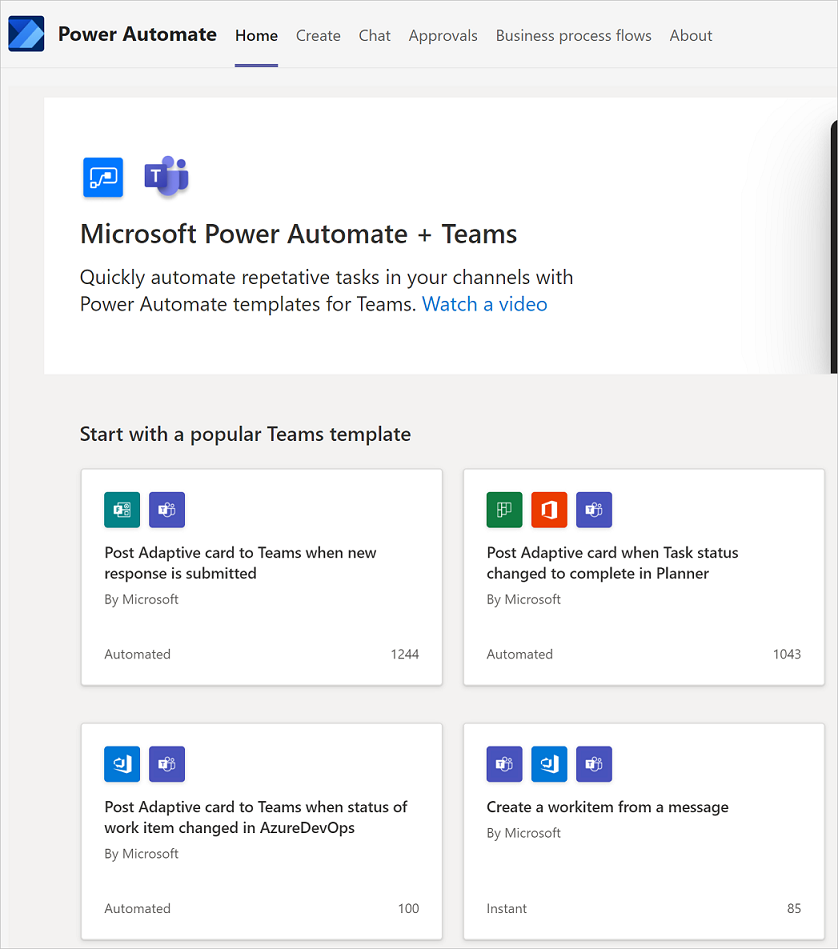 Power Automate Home Create Chat Approvals Business process flows About
Microsoft Power Automate + Teams
Quickly automate repetative tasks in your channels with
Power Automate templates for Teams. Watch a video
Start with a popular Teams template
Post Adaptive card to Teams when new
response is submitted
By Microsoft
Automated 1244
Post Adaptive card when Task status
changed to complete in Planner
By Microsoft
Automated 1043
Post Adaptive card to Teams when status of
work item changed in AzureDevOps
By Microsoft
Automated 100
Create a workitem from a message
By Microsoft
Instant 85